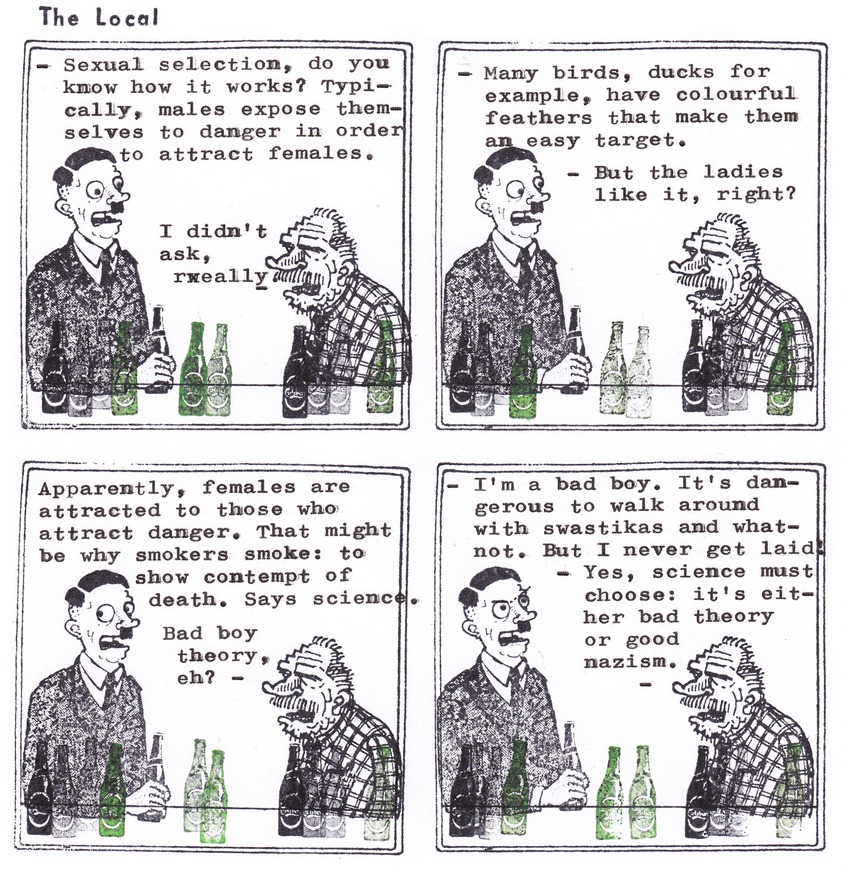 The Local
- Sexual selection, do you
know how it works? Typi-
cally, males expose them-
selves to danger in order
to attract females.
I didn't
ask,
rweally.
-
- Many birds, ducks for
example, have colourful
feathers that make them
an easy target.
- But the ladies
like it, right?
Apparently, females are
attracted to those who
attract danger. That might
be why smokers smoke: to
show contempt of
death. Says science.
Bad boy
theory,
eh? -
- I'm a bad boy. It's dan-
gerous to walk around
with swastikas and what-
not. But I never get laid!
- Yes, science must
choose: it's eit-
her bad theory
or good
nazism.
-